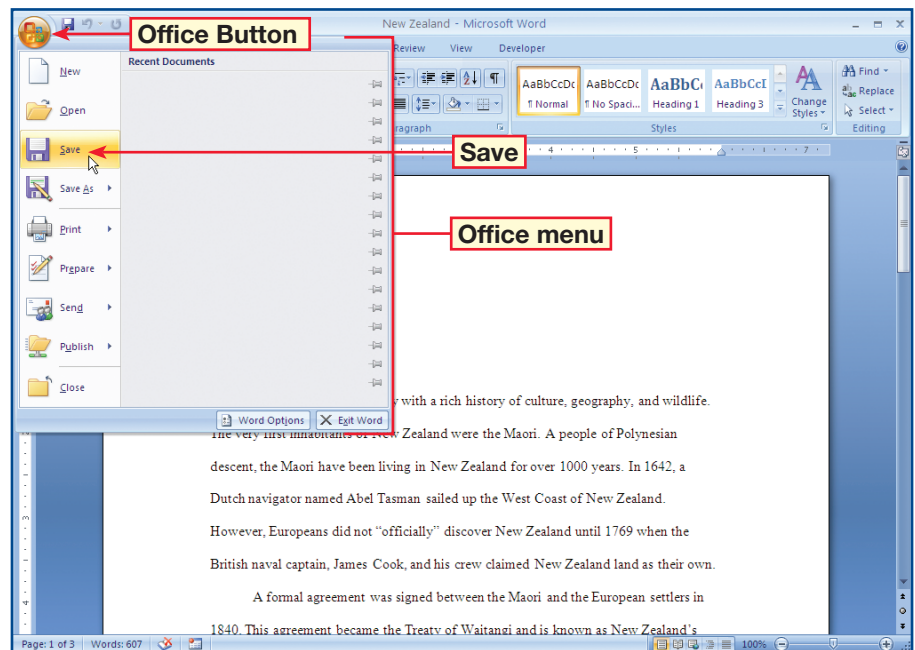 New Zealand - Microsoft Word
Office Button
Review View Developer
Recent Documents
New
Open
Save
Save As
Print
Prepare
Send
Publish
Close
Word Options Exit Word
Save
Office menu
AaBbCcDc AaBbCcDc AaBbC AaBbCcI
¶ Normal ¶ No Spaci... Heading 1 Heading 3
Change
Styles
Find
Replace
Select
aragraph Styles Editing
4 5 7
y with a rich history of culture, geography, and wildlife.
The very first inhabitants of New Zealand were the Maori. A people of Polynesian
descent, the Maori have been living in New Zealand for over 1000 years. In 1642, a
Dutch navigator named Abel Tasman sailed up the West Coast of New Zealand.
However, Europeans did not “officially” discover New Zealand until 1769 when the
British naval captain, James Cook, and his crew claimed New Zealand land as their own.
A formal agreement was signed between the Maori and the European settlers in
1840. This agreement became the Treaty of Waitangi and is known as New Zealand’s
Page: 1 of 3 Words: 607 100%